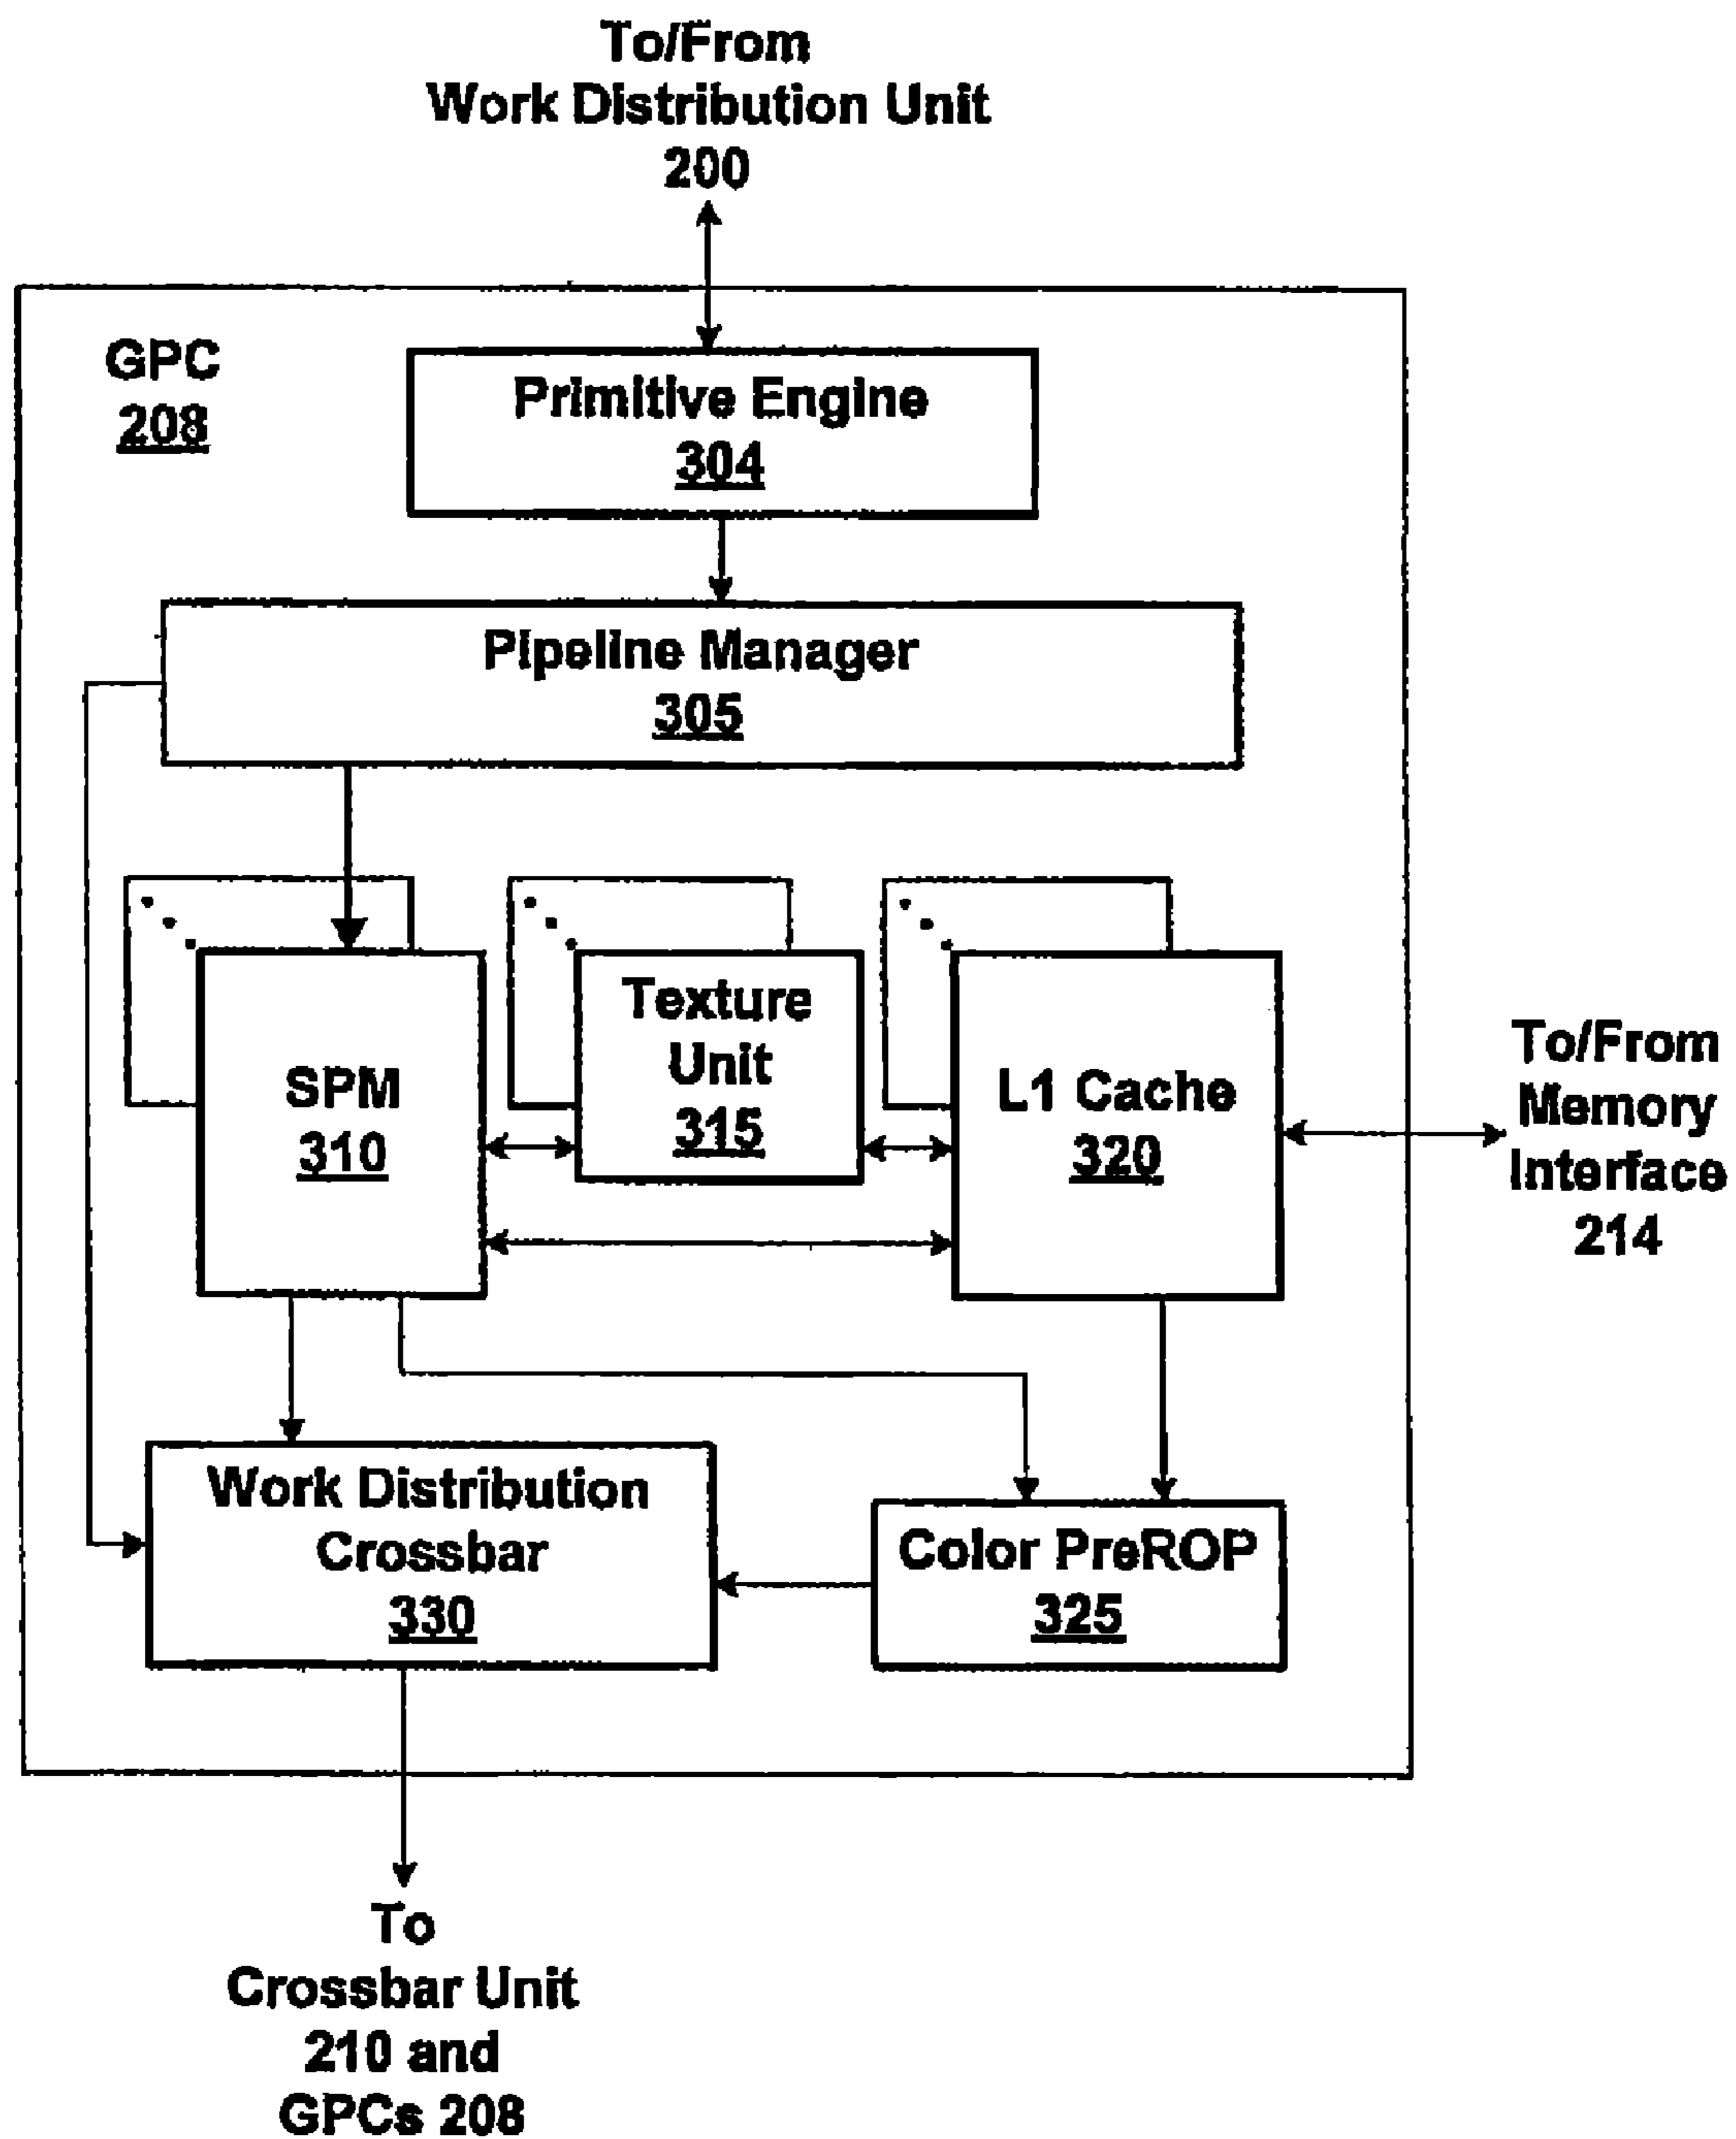 To/From
Work Distribution Unit
200
GPC
208
Primitive Engine
304
Pipeline Manager
305
SPM
310
Texture
Unit
315
L1 Cache
320
To/From
Memory
Interface
214
Work Distribution
Crossbar
330
Color PreROP
325
To
Crossbar Unit
210 and
GPCs 208